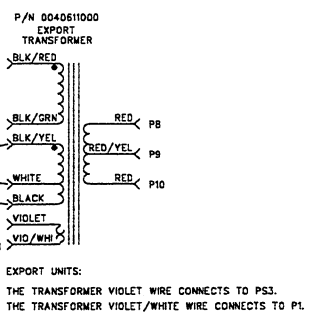 P/N 0040611000
EXPORT
TRANSFORMER
BLK/RED
BLK/GRN
RED P8
BLK/YEL
RED/YEL P9
WHITE
RED P10
BLACK
VIOLET
VIO/WHI
EXPORT UNITS:
THE TRANSFORMER VIOLET WIRE CONNECTS TO PS3.
THE TRANSFORMER VIOLET/WHITE WIRE CONNECTS TO P1.